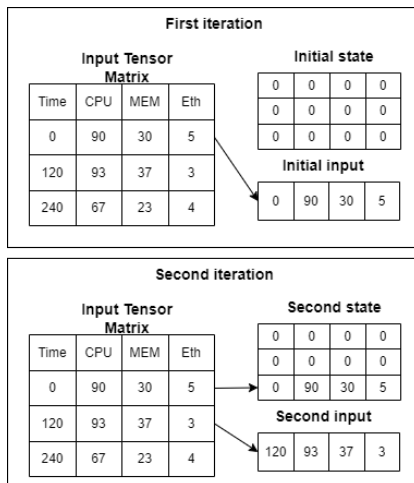 First iteration
Input Tensor
Matrix
Time CPU MEM Eth
0 90 30 5
120 93 37 3
240 67 23 4
Initial state
0 0 0 0
0 0 0 0
0 0 0 0
Initial input
0 90 30 5
Second iteration
Input Tensor
Matrix
Time CPU MEM Eth
0 90 30 5
120 93 37 3
240 67 23 4
Second state
0 0 0 0
0 0 0 0
0 90 30 5
Second input
120 93 37 3